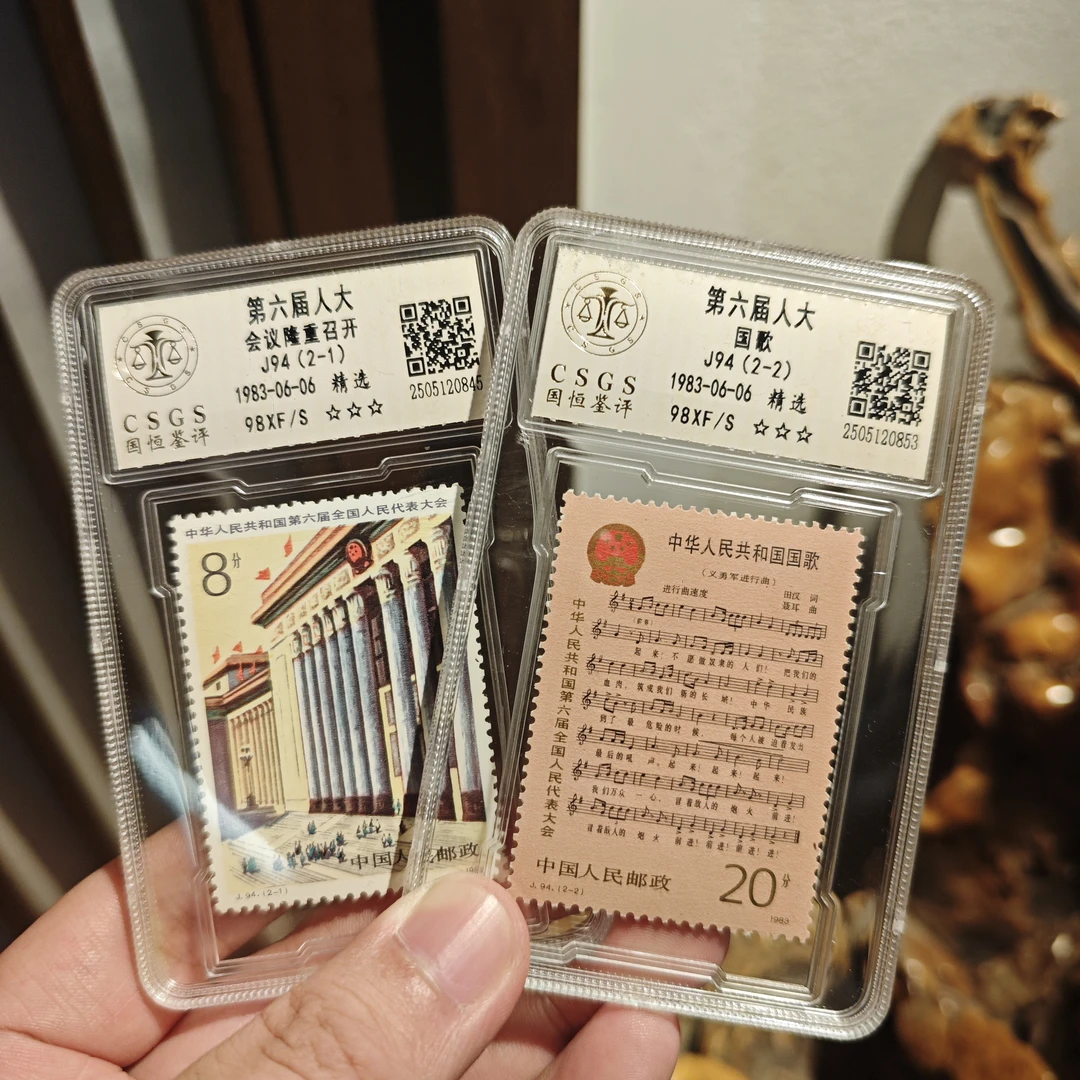 第六届人大
会议隆重召开
J94 (2-1)
1983-06-06 精选
98XF/S ☆☆☆
CSGS
国恒鉴评
2505120845
中华人民共和国第六届全国人民代表大会
8分
中国人民邮政
J.94.(2-1)
第六届人大
国歌
J94 (2-2)
1983-06-06 精选
98XF/S ☆☆☆
CSGS
国恒鉴评
2505120853
中华人民共和国国歌
(义勇军进行曲)
进行曲速度
田汉 词
聂耳 曲
中华人民共和国第六届全国人民代表大会
起来!不愿做奴隶的人们!把我们的
血肉,筑成我们新的长城!中华民族
到了最危险的时候,每个人被迫着发出
最后的吼声。起来!起来!起来!
我们万众一心,冒着敌人的炮火前进!
冒着敌人的炮火前进!前进!前进!进!
中国人民邮政
20分
J.94.(2-2)
1983